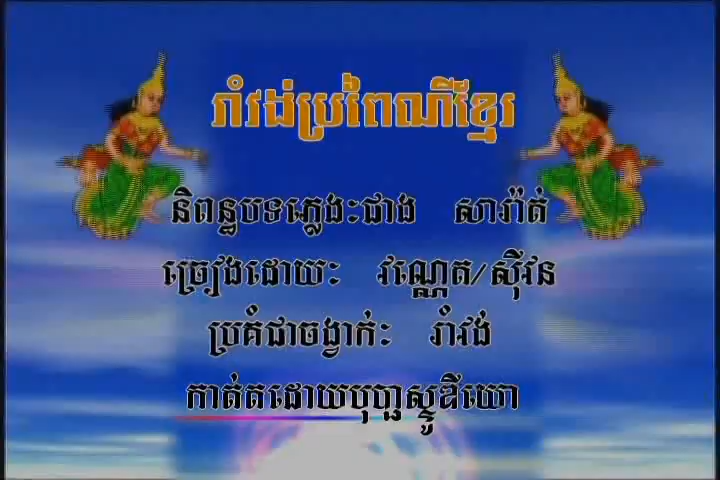 រាំវង់ប្រពៃណីខ្មែរ
និពន្ធបទភ្លេងៈជាង សារ៉ាត់
ច្រៀងដោយៈ វណ្ណេត/ស៊ីវន
ប្រគំជាចង្វាក់ៈ រាំវង់
កាត់តដោយបុប្ផាស្ទូឌីយោ